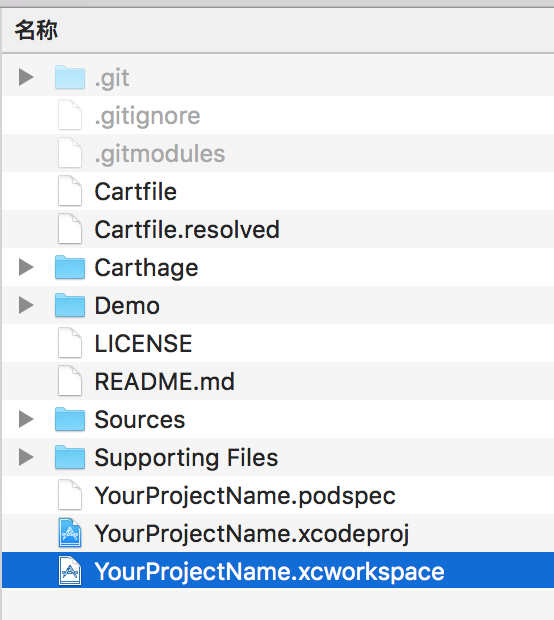 名称
.git
.gitignore
.gitmodules
Cartfile
Cartfile.resolved
Carthage
Demo
LICENSE
README.md
Sources
Supporting Files
YourProjectName.podspec
YourProjectName.xcodeproj
YourProjectName.xcworkspace